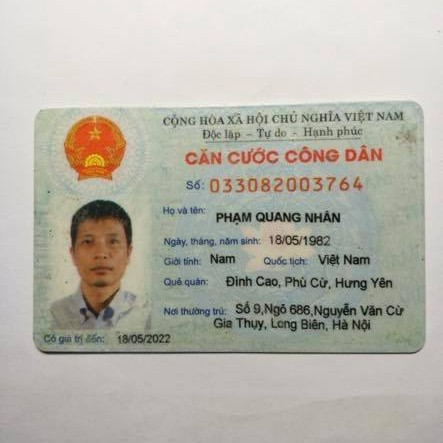 CỘNG HÒA XÃ HỘI CHỦ NGHĨA VIỆT NAM
Độc lập - Tự do - Hạnh phúc
CĂN CƯỚC CÔNG DÂN
Số: 033082003764
Họ và tên: PHẠM QUANG NHÂN
Ngày, tháng, năm sinh: 18/05/1982
Giới tính: Nam Quốc tịch: Việt Nam
Quê quán: Đình Cao, Phù Cừ, Hưng Yên
Nơi thường trú: Số 9,Ngõ 686,Nguyễn Văn Cừ
Gia Thụy, Long Biên, Hà Nội
Có giá trị đến: 18/05/2022